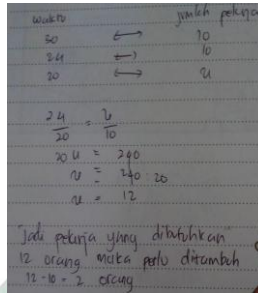 waktu jumlah pekerja
30 ↔ 10
24 ↔ 10
20 ↔ u
24/20 = u/10
20 u = 240
u = 240 : 20
u = 12
Jadi pekerja yang dibutuhkan
12 orang maka perlu ditambah
12-10 = 2 orang